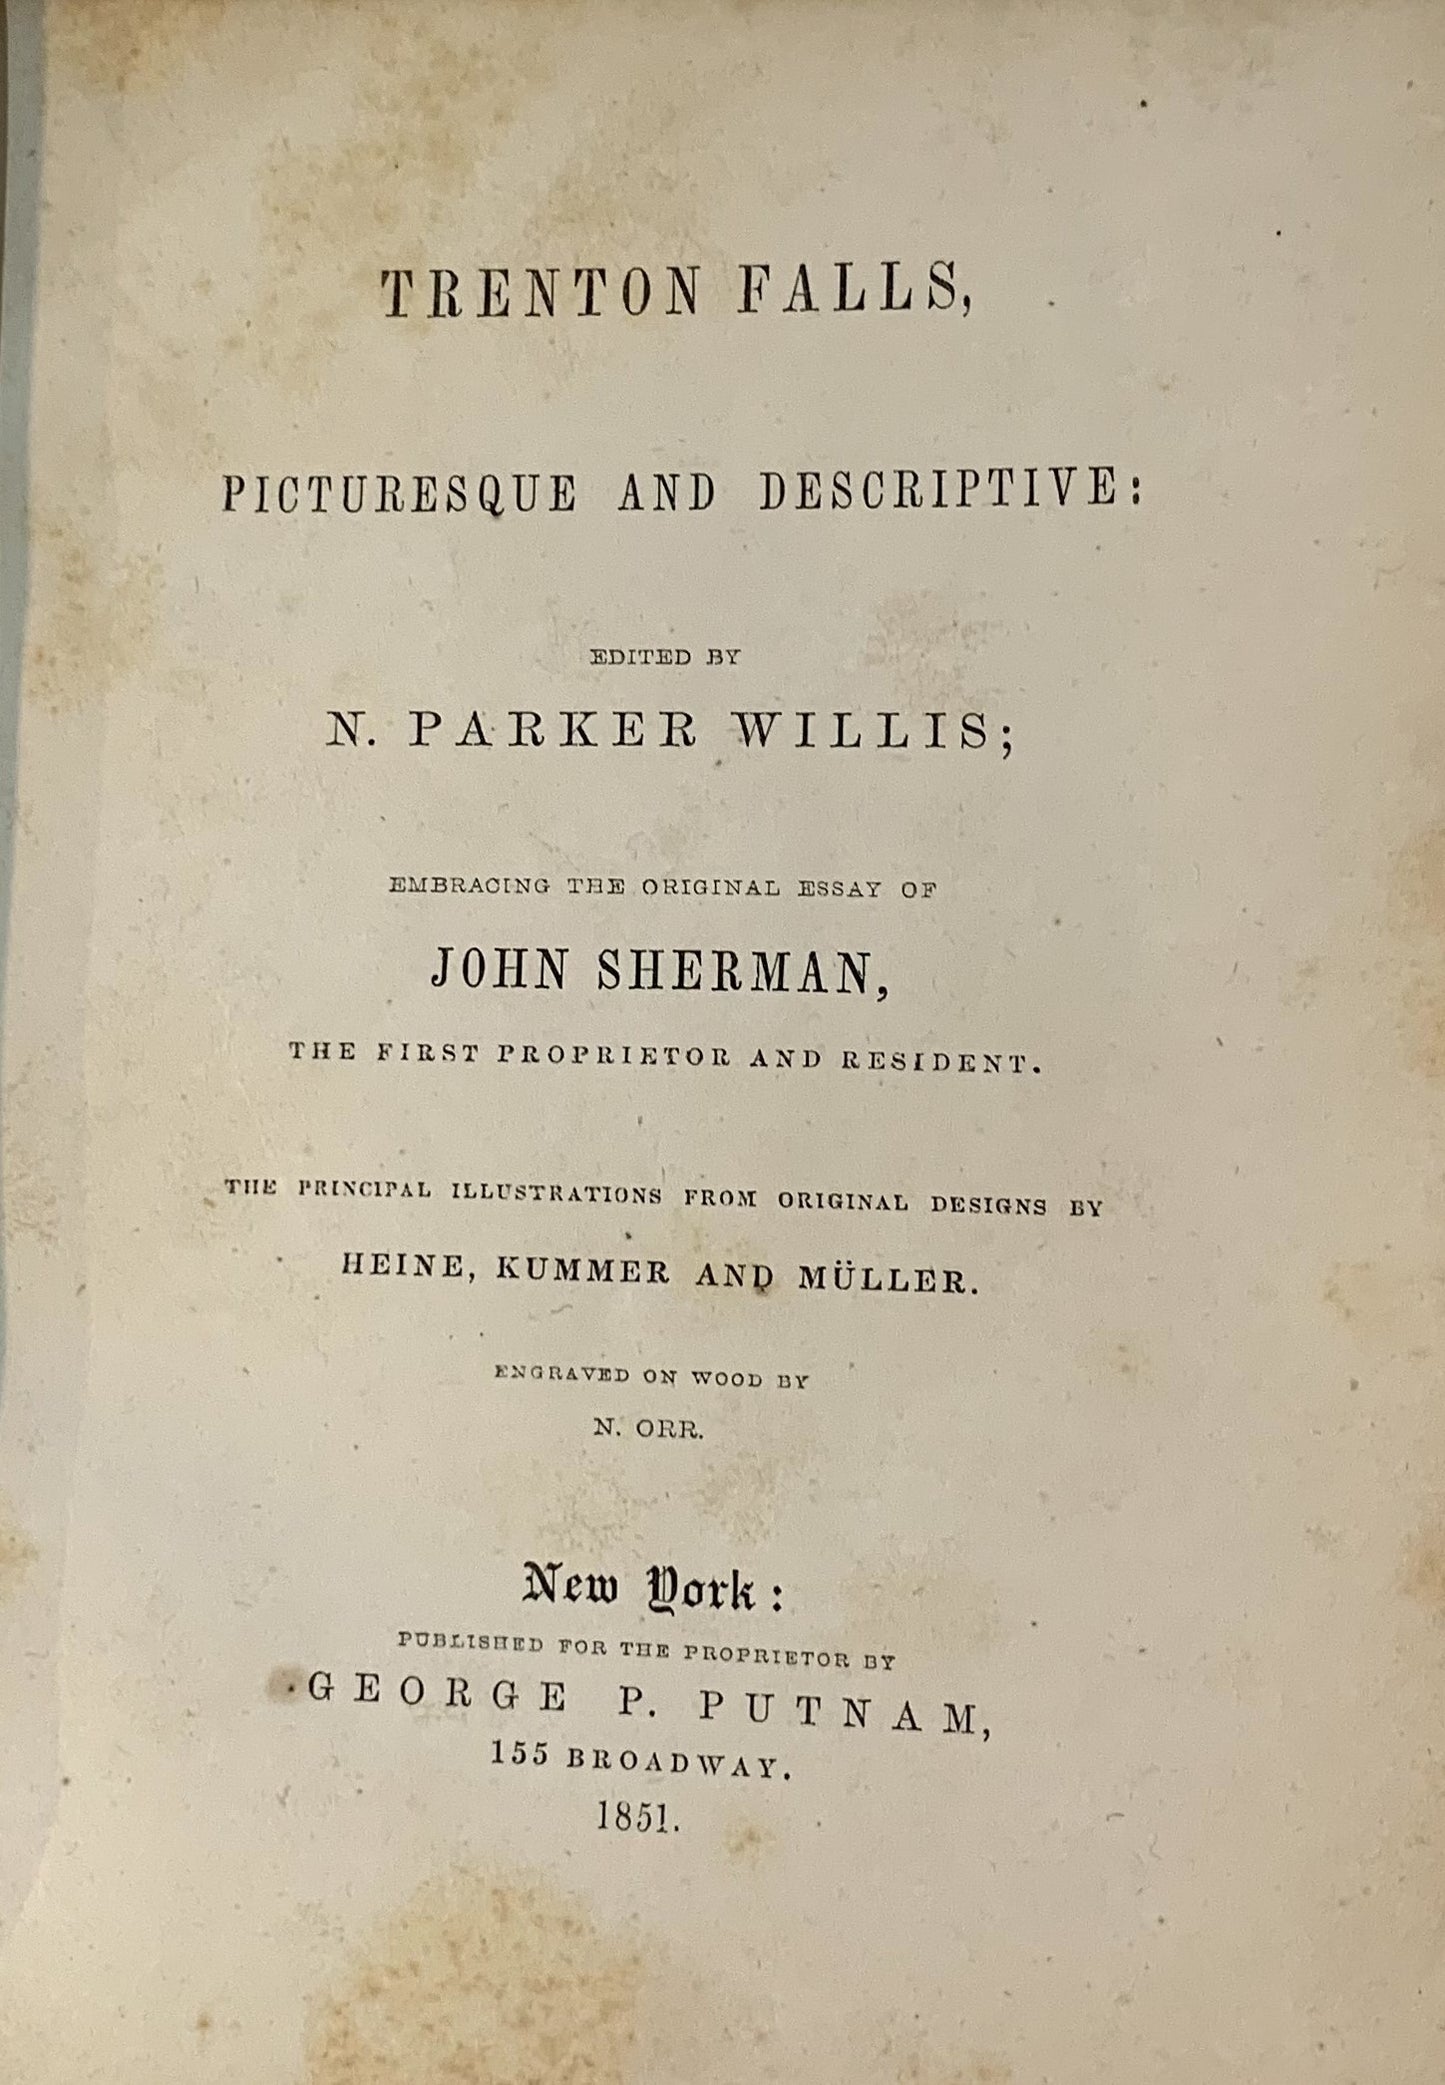 TRENTON FALLS,
PICTURESQUE AND DESCRIPTIVE:
EDITED BY
N. PARKER WILLIS;
EMBRACING THE ORIGINAL ESSAY OF
JOHN SHERMAN,
THE FIRST PROPRIETOR AND RESIDENT.
THE PRINCIPAL ILLUSTRATIONS FROM ORIGINAL DESIGNS BY
HEINE, KUMMER AND MÜLLER.
ENGRAVED ON WOOD BY
N. ORR.
New York:
PUBLISHED FOR THE PROPRIETOR BY
GEORGE P. PUTNAM,
155 BROADWAY.
1851.